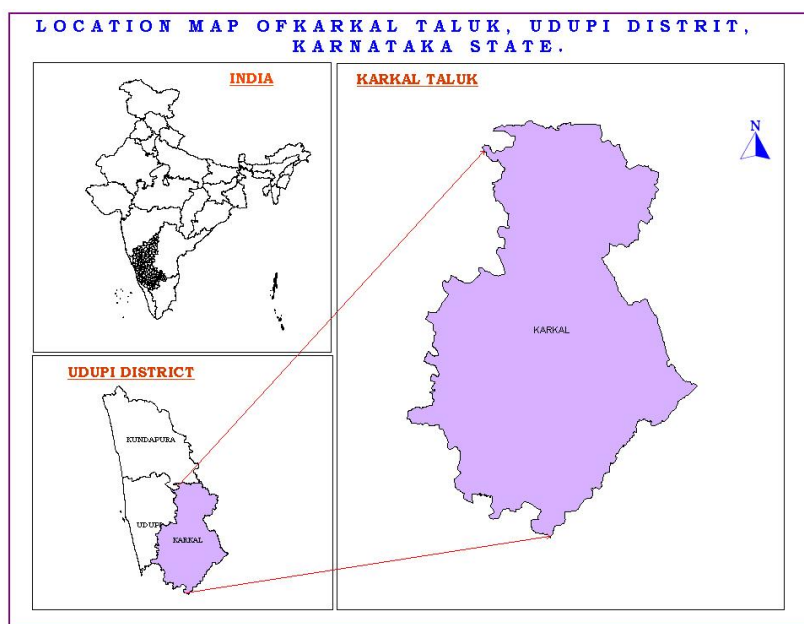 LOCATION MAP OFKARKAL TALUK, UDUPI DISTRIT,
KARNATAKA STATE.
INDIA
KARKAL TALUK
N
KARKAL
UDUPI DISTRICT
KUNDAPURA
UDUPI
KARKAL